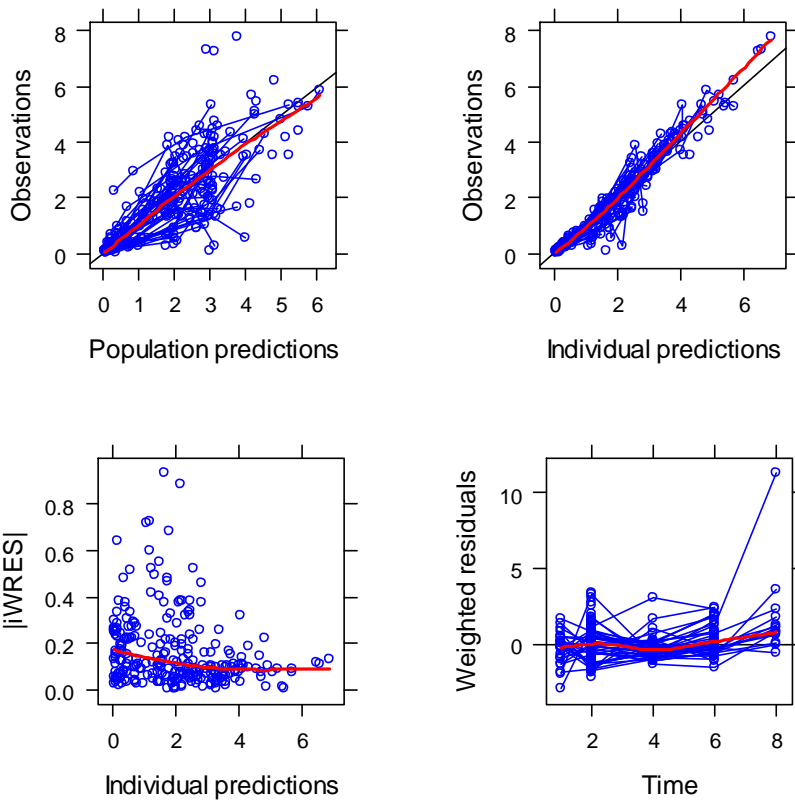 Observations
8
6
4
2
0
0 1 2 3 4 5 6
Population predictions
Observations
8
6
4
2
0
0 2 4 6
Individual predictions
|iWRES|
0.8
0.6
0.4
0.2
0.0
0 2 4 6
Individual predictions
Weighted residuals
10
5
0
2 4 6 8
Time